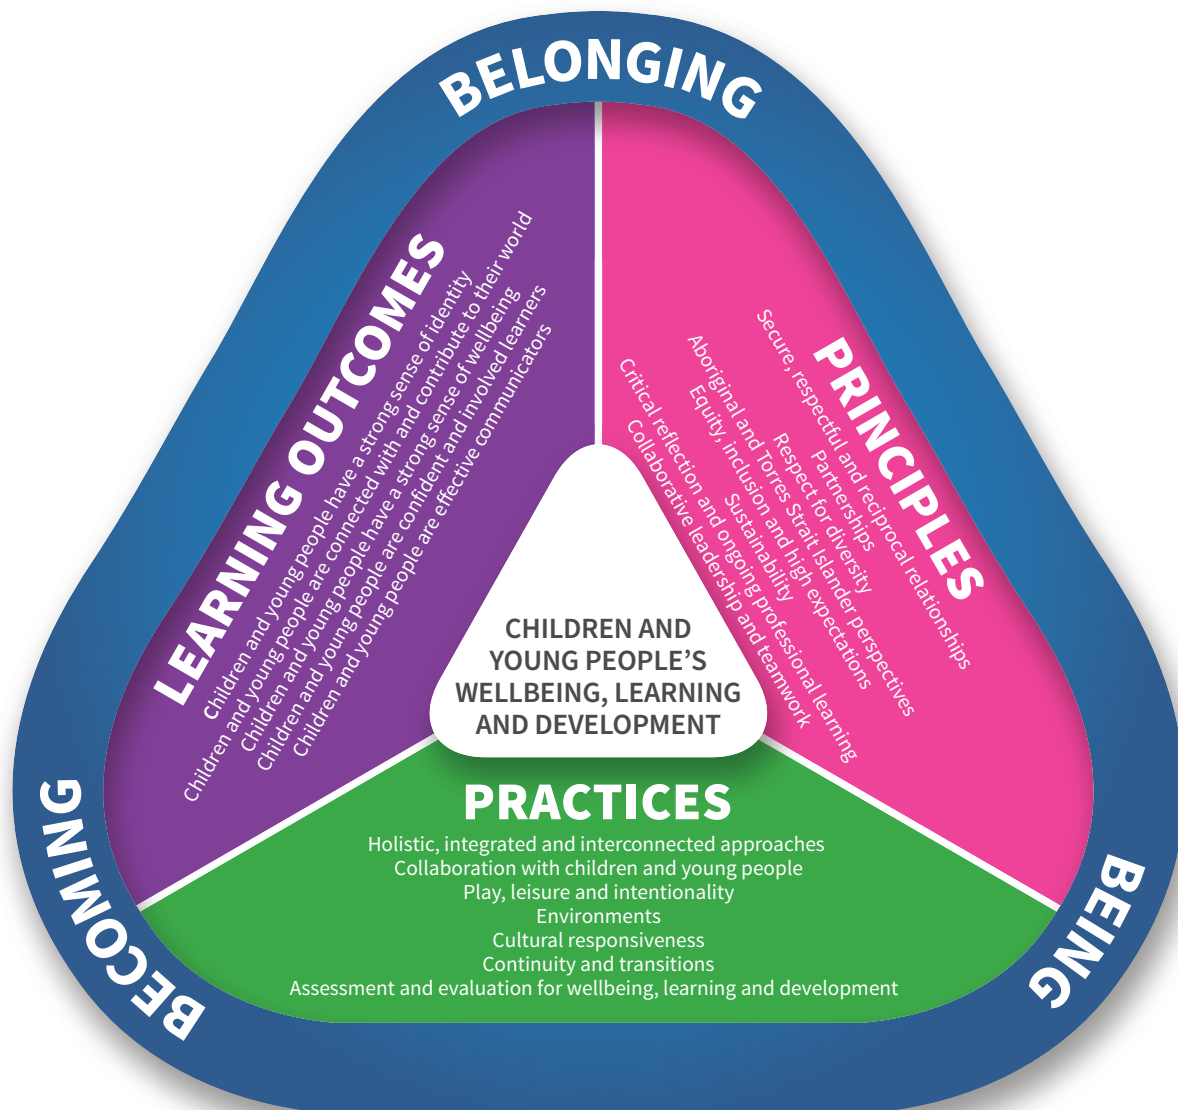 BELONGING
LEARNING OUTCOMES
Children and young people have a strong sense of identity
Children and young people are connected with and contribute to their world
Children and young people have a strong sense of wellbeing
Children and young people are confident and involved learners
Children and young people are effective communicators
PRINCIPLES
Secure, respectful and reciprocal relationships
Partnerships
Respect for diversity
Aboriginal and Torres Strait Islander perspectives
Equity, inclusion and high expectations
Sustainability
Critical reflection and ongoing professional learning
Collaborative leadership and teamwork
CHILDREN AND
YOUNG PEOPLE’S
WELLBEING, LEARNING
AND DEVELOPMENT
PRACTICES
Holistic, integrated and interconnected approaches
Collaboration with children and young people
Play, leisure and intentionality
Environments
Cultural responsiveness
Continuity and transitions
Assessment and evaluation for wellbeing, learning and development
BECOMING
BEING